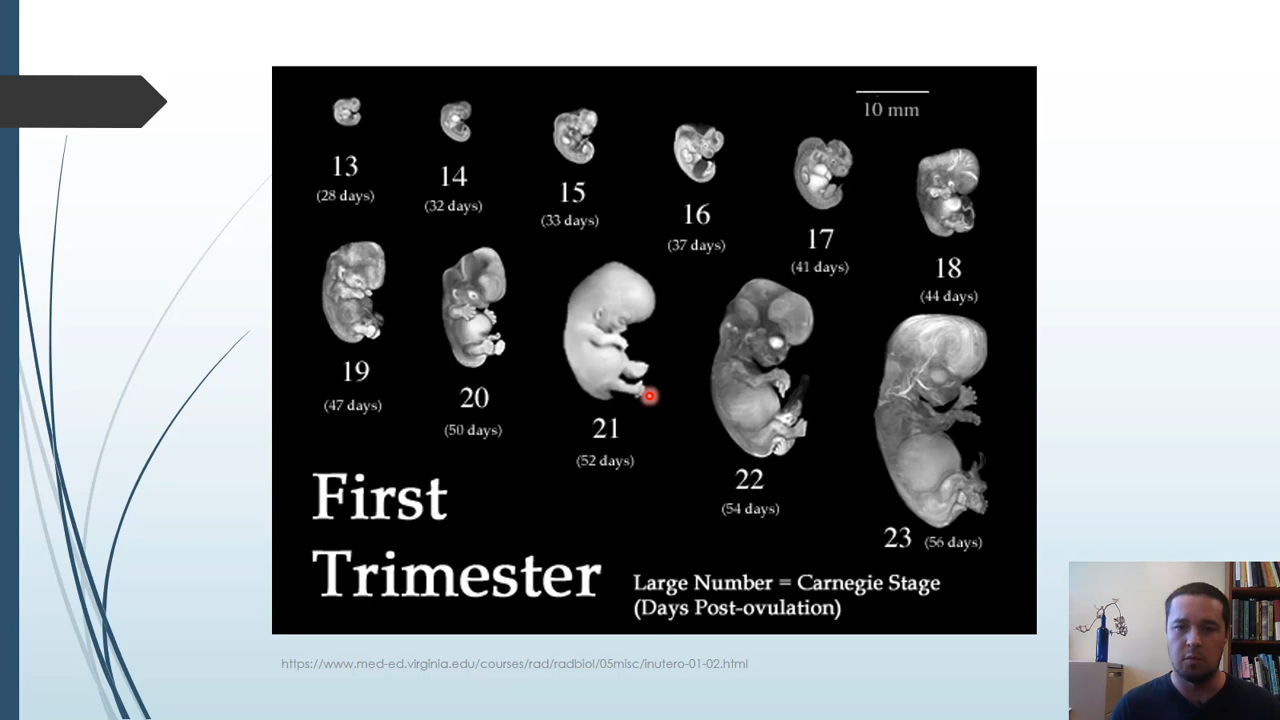 10 mm
13
(28 days)
14
(32 days)
15
(33 days)
16
(37 days)
17
(41 days)
18
(44 days)
19
(47 days)
20
(50 days)
21
(52 days)
22
(54 days)
23 (56 days)
First
Trimester
Large Number = Carnegie Stage
(Days Post-ovulation)
https://www.med-ed.virginia.edu/courses/rad/radbiol/05misc/inutero-01-02.html